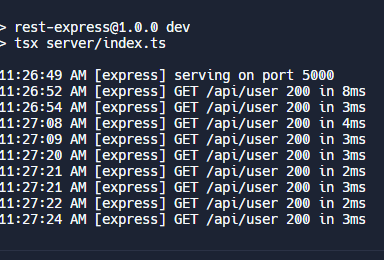 > rest-express@1.0.0 dev
> tsx server/index.ts
11:26:49 AM [express] serving on port 5000
11:26:52 AM [express] GET /api/user 200 in 8ms
11:26:54 AM [express] GET /api/user 200 in 3ms
11:27:08 AM [express] GET /api/user 200 in 4ms
11:27:09 AM [express] GET /api/user 200 in 3ms
11:27:20 AM [express] GET /api/user 200 in 3ms
11:27:21 AM [express] GET /api/user 200 in 2ms
11:27:21 AM [express] GET /api/user 200 in 3ms
11:27:22 AM [express] GET /api/user 200 in 2ms
11:27:24 AM [express] GET /api/user 200 in 3ms